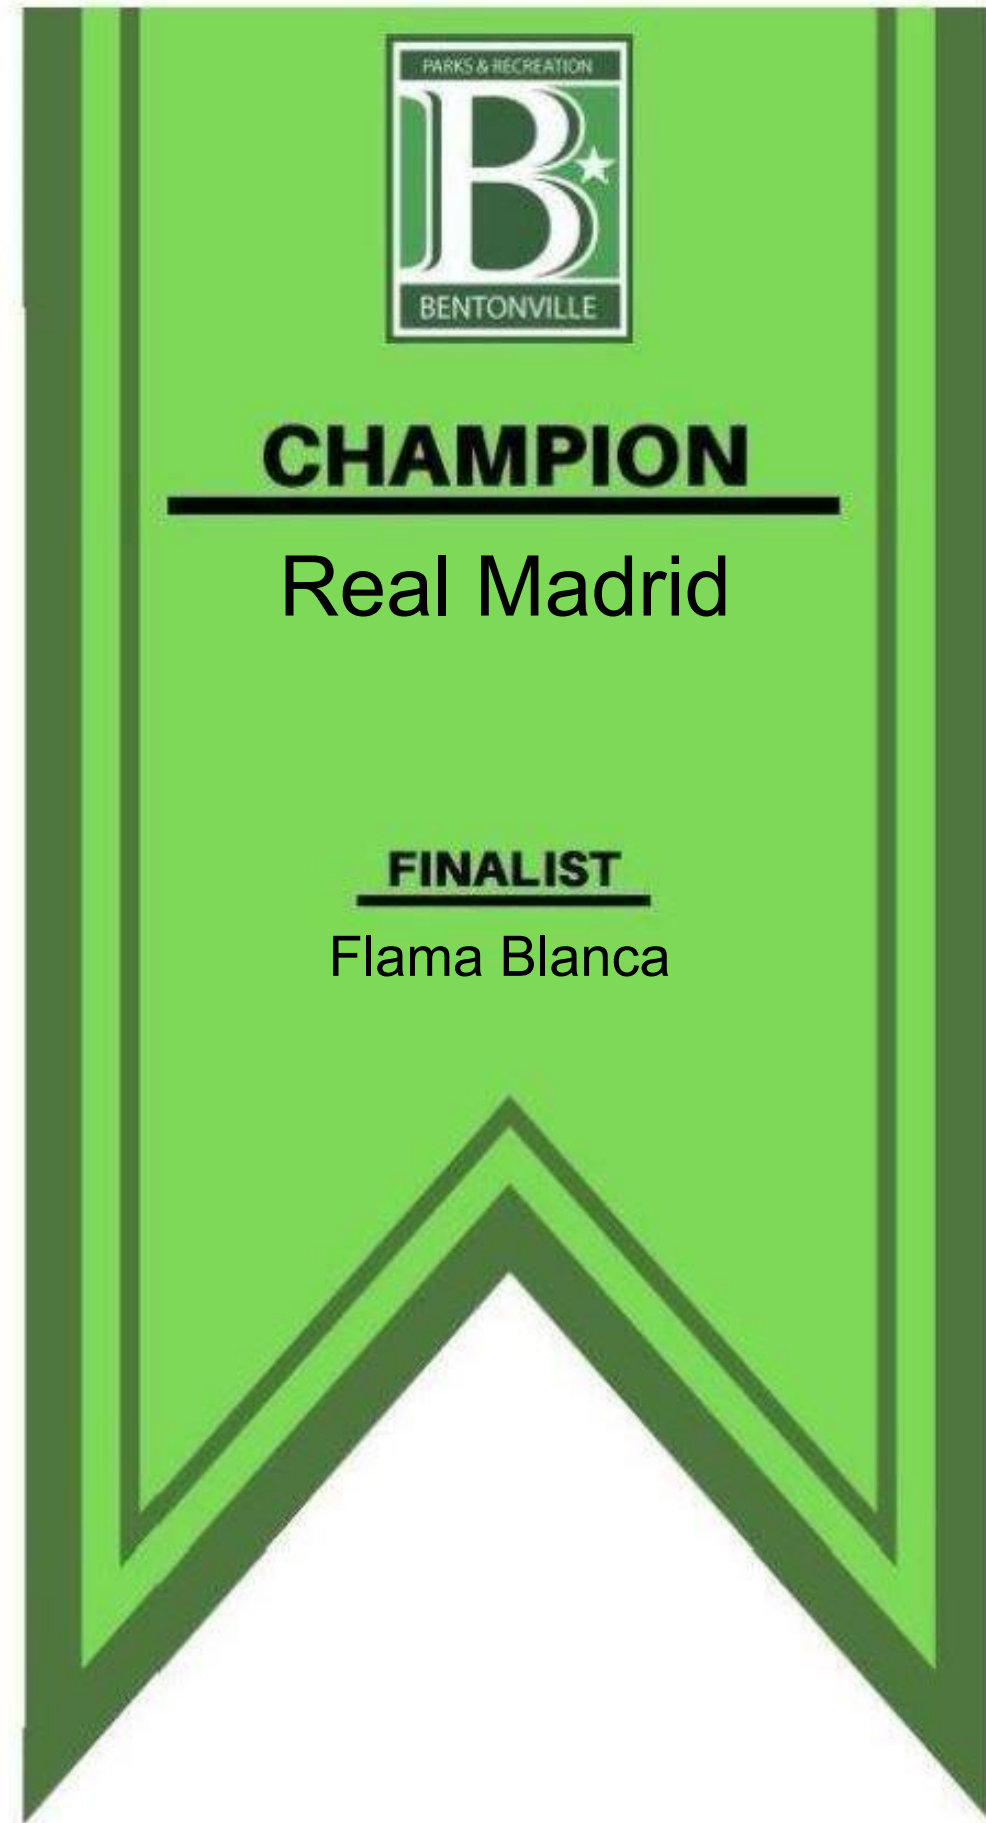 PARKS & RECREATION
B
BENTONVILLE
CHAMPION
Real Madrid
FINALIST
Flama Blanca